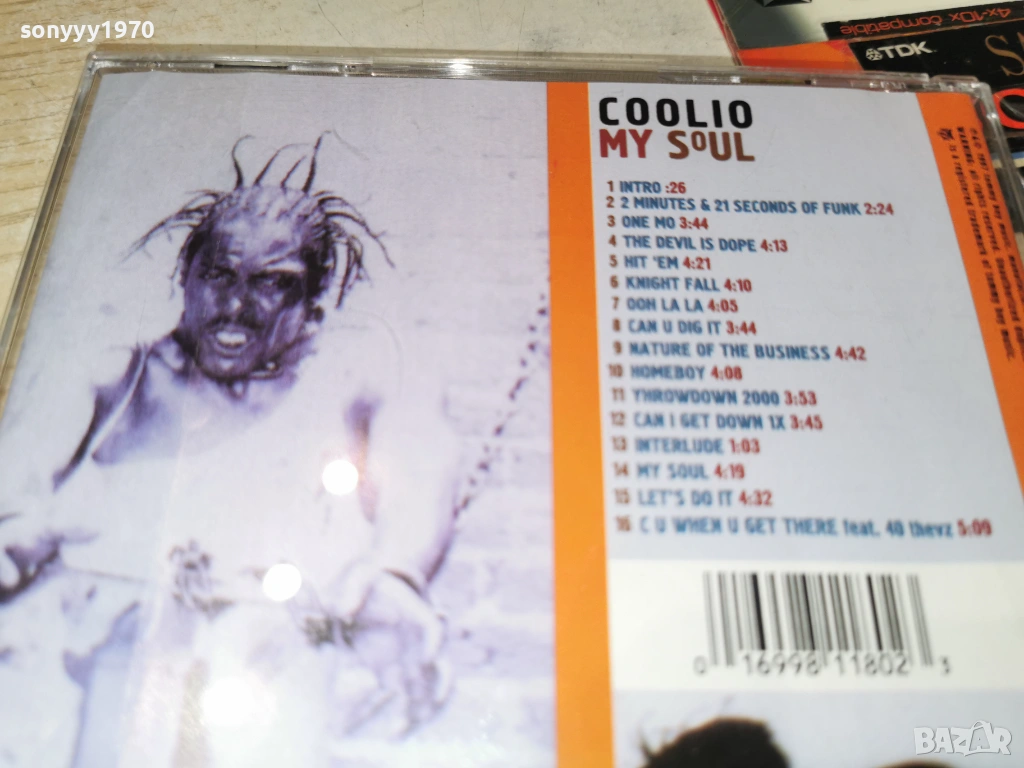 sonyyy1970
4x-10x compatible
TDK
COOLIO
MY SOUL
1 INTRO :26
2 2 MINUTES & 21 SECONDS OF FUNK 2:24
3 ONE MO 3:44
4 THE DEVIL IS DOPE 4:13
5 HIT 'EM 4:21
6 KNIGHT FALL 4:10
7 OOH LA LA 4:05
8 CAN U DIG IT 3:44
9 NATURE OF THE BUSINESS 4:42
10 HOMEBOY 4:08
11 THROWDOWN 2000 3:53
12 CAN I GET DOWN 1X 3:45
13 INTERLUDE 1:03
14 MY SOUL 4:19
15 LET'S DO IT 4:32
16 C U WHEN U GET THERE feat. 40 thevz 5:09
0 16998 11802 3
BAZAR